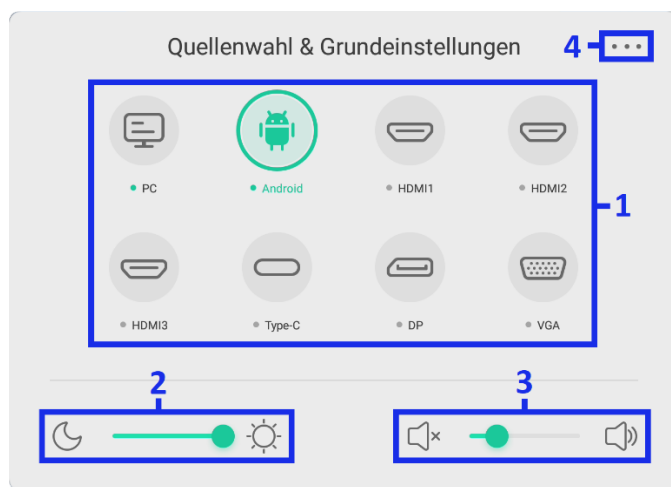 Quellenwahl & Grundeinstellungen
4
PC
Android
HDMI1
HDMI2
1
HDMI3
Type-C
DP
VGA
2
3